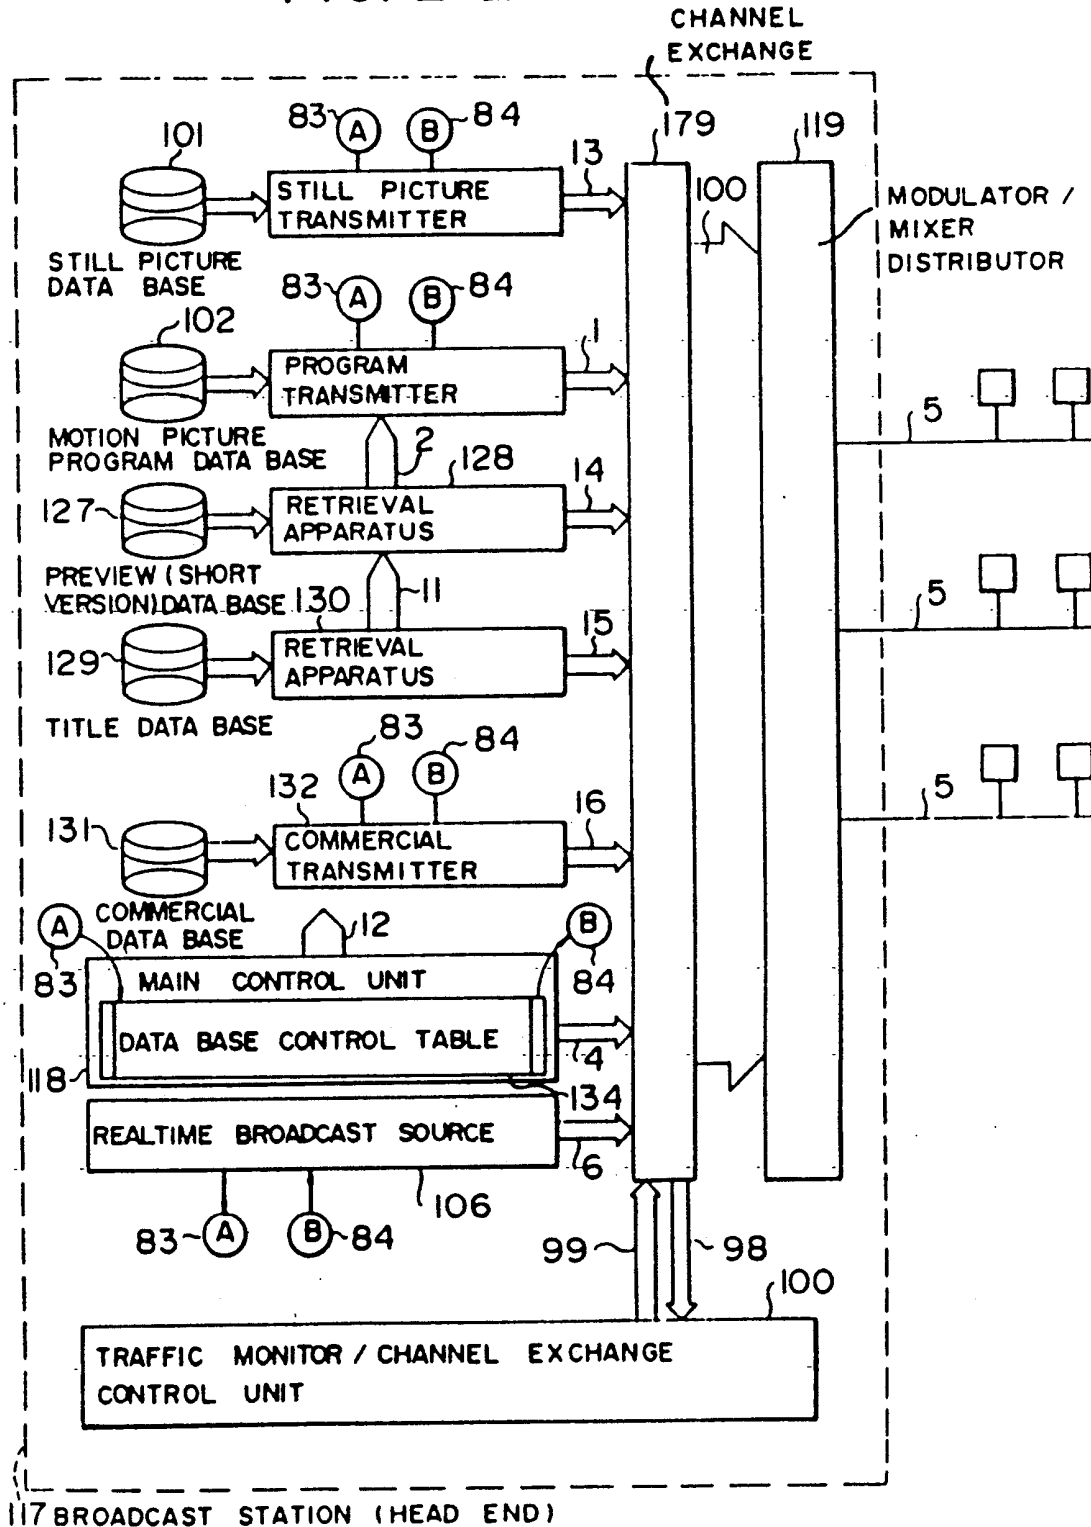 CHANNEL
EXCHANGE
101
83
A
B
84
13
179
119
STILL PICTURE
TRANSMITTER
100
MODULATOR /
MIXER
DISTRIBUTOR
STILL PICTURE
DATA BASE
83
A
B
84
102
1
PROGRAM
TRANSMITTER
5
MOTION PICTURE
PROGRAM DATA BASE
2
128
14
127
RETRIEVAL
APPARATUS
PREVIEW (SHORT
VERSION) DATA BASE
130
11
15
5
129
RETRIEVAL
APPARATUS
TITLE DATA BASE
83
A
B
84
132
16
5
131
COMMERCIAL
TRANSMITTER
COMMERCIAL
DATA BASE
A
83
12
B
84
MAIN CONTROL UNIT
DATA BASE CONTROL TABLE
4
118
134
REALTIME BROADCAST SOURCE
6
106
83
A
B
84
99
98
100
TRAFFIC MONITOR / CHANNEL EXCHANGE
CONTROL UNIT
117 BROADCAST STATION (HEAD END)